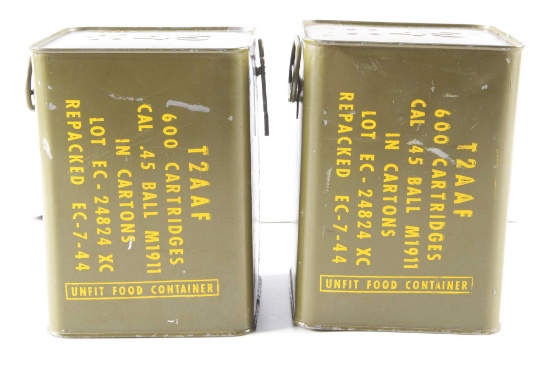 T2AAF
600 CARTRIDGES
CAL .45 BALL M1911
IN CARTONS
LOT EC-24824 XC
REPACKED EC-7-44
UNFIT FOOD CONTAINER
T2AAF
600 CARTRIDGES
CAL .45 BALL M1911
IN CARTONS
LOT EC-24824 XC
REPACKED EC-7-44
UNFIT FOOD CONTAINER